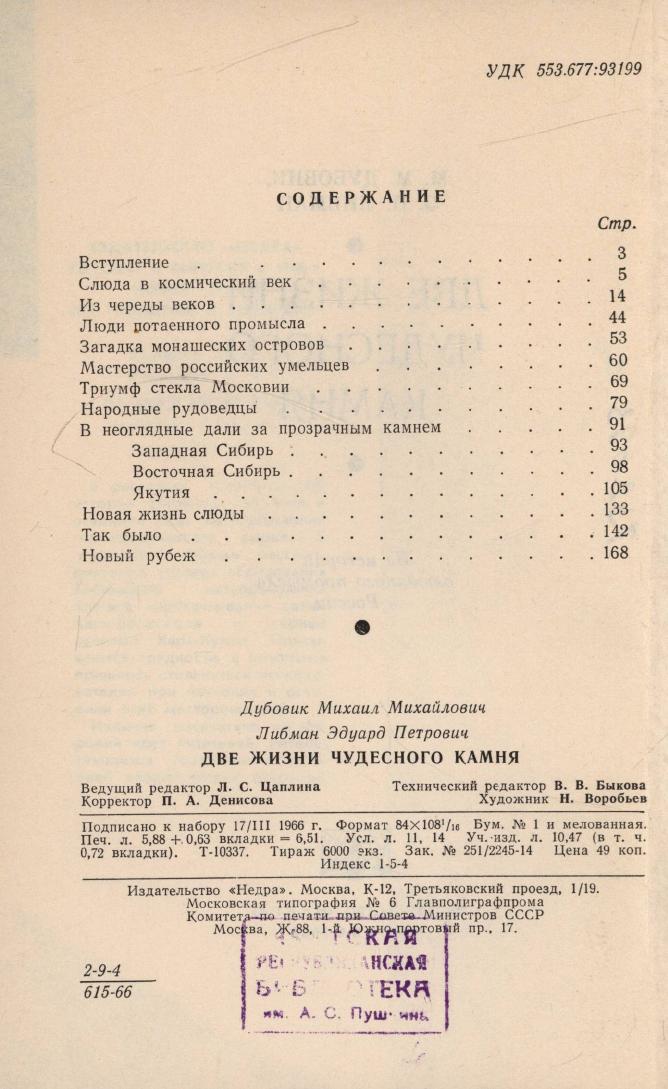 УДК 553.677:93199
СОДЕРЖАНИЕ
Стр.
Вступление . . . . . . . . . . . . . . 3
Слюда в космический век . . . . . . . . . . . 5
Из череды веков . . . . . . . . . . . . . 14
Люди потаенного промысла . . . . . . . . . . 44
Загадка монашеских островов . . . . . . . . . 53
Мастерство российских умельцев . . . . . . . . 60
Триумф стекла Московии . . . . . . . . . . . 69
Народные рудоведцы . . . . . . . . . . . . 79
В неоглядные дали за прозрачным камнем . . . . . 91
Западная Сибирь . . . . . . . . . . . 93
Восточная Сибирь . . . . . . . . . . . 98
Якутия . . . . . . . . . . . . . . 105
Новая жизнь слюды . . . . . . . . . . . . 133
Так было . . . . . . . . . . . . . . 142
Новый рубеж . . . . . . . . . . . . . 168
Дубовик Михаил Михайлович
Либман Эдуард Петрович
ДВЕ ЖИЗНИ ЧУДЕСНОГО КАМНЯ
Ведущий редактор Л. С. Цаплина Технический редактор В. В. Быкова
Корректор П. А. Денисова Художник Н. Воробьев
Подписано к набору 17/III 1966 г. Формат 84×108¹/₁₆ Бум. № 1 и мелованная.
Печ. л. 5,88 + 0,63 вкладки = 6,51. Усл. л. 11, 14 Уч.-изд. л. 10,47 (в т. ч.
0,72 вкладки). Т-10337. Тираж 6000 экз. Зак. № 251/2245-14 Цена 49 коп.
Индекс 1-5-4
Издательство «Недра». Москва, К-12, Третьяковский проезд, 1/19.
Московская типография № 6 Главполиграфпрома
Комитета по печати при Совете Министров СССР
Москва, Ж-88, 1-й Южно-портовый пр., 17.
2-9-4
615-66
им. А. С.